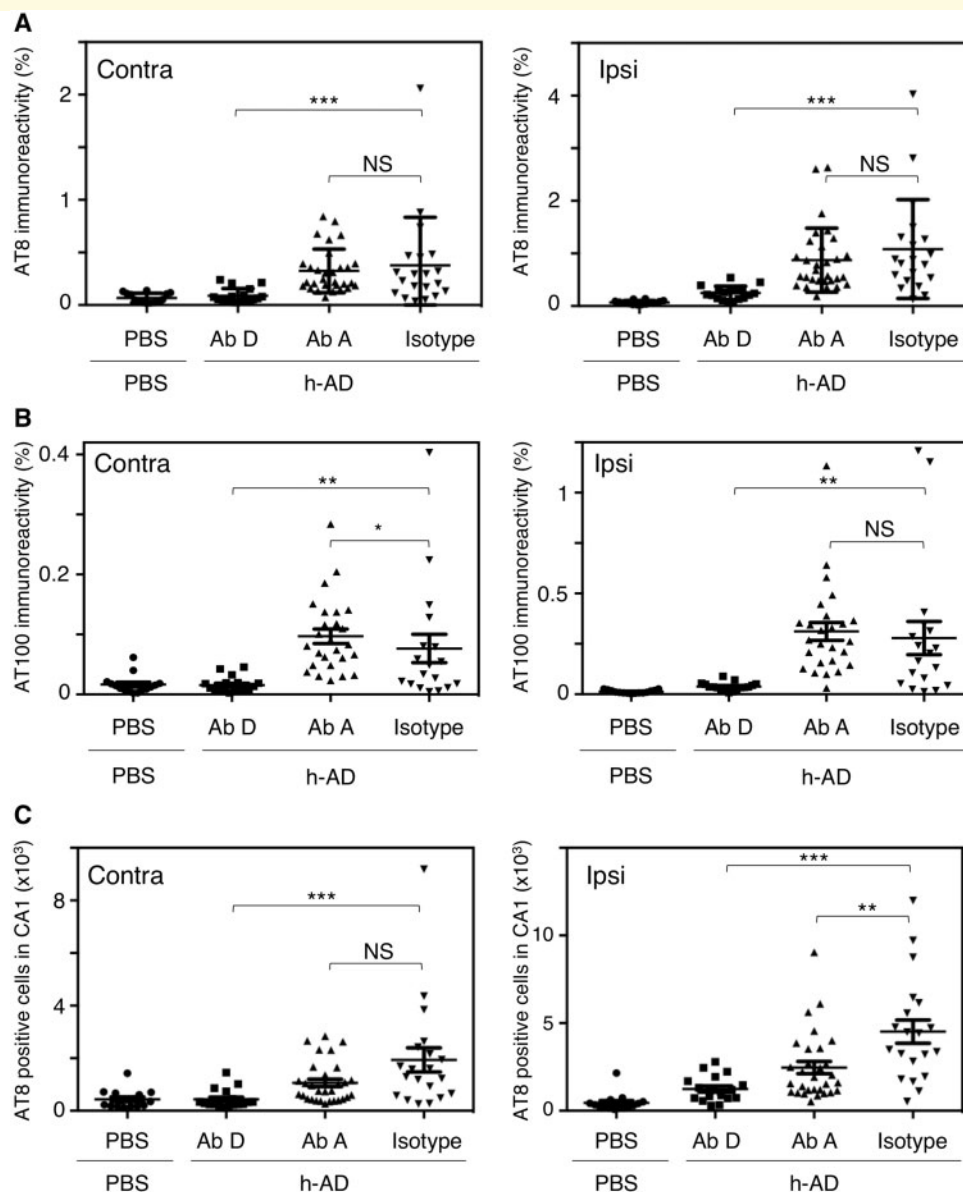 A
AT8 immunoreactivity (%)
Contra
2
1
0
***
NS
PBS Ab D Ab A Isotype
PBS h-AD
AT8 immunoreactivity (%)
Ipsi
4
2
0
***
NS
PBS Ab D Ab A Isotype
PBS h-AD
B
AT100 immunoreactivity (%)
Contra
0.4
0.2
0
**
*
PBS Ab D Ab A Isotype
PBS h-AD
AT100 immunoreactivity (%)
Ipsi
1
0.5
0
**
NS
PBS Ab D Ab A Isotype
PBS h-AD
C
AT8 positive cells in CA1 (x10³)
Contra
8
4
0
***
NS
PBS Ab D Ab A Isotype
PBS h-AD
AT8 positive cells in CA1 (x10³)
Ipsi
10
5
0
***
**
PBS Ab D Ab A Isotype
PBS h-AD